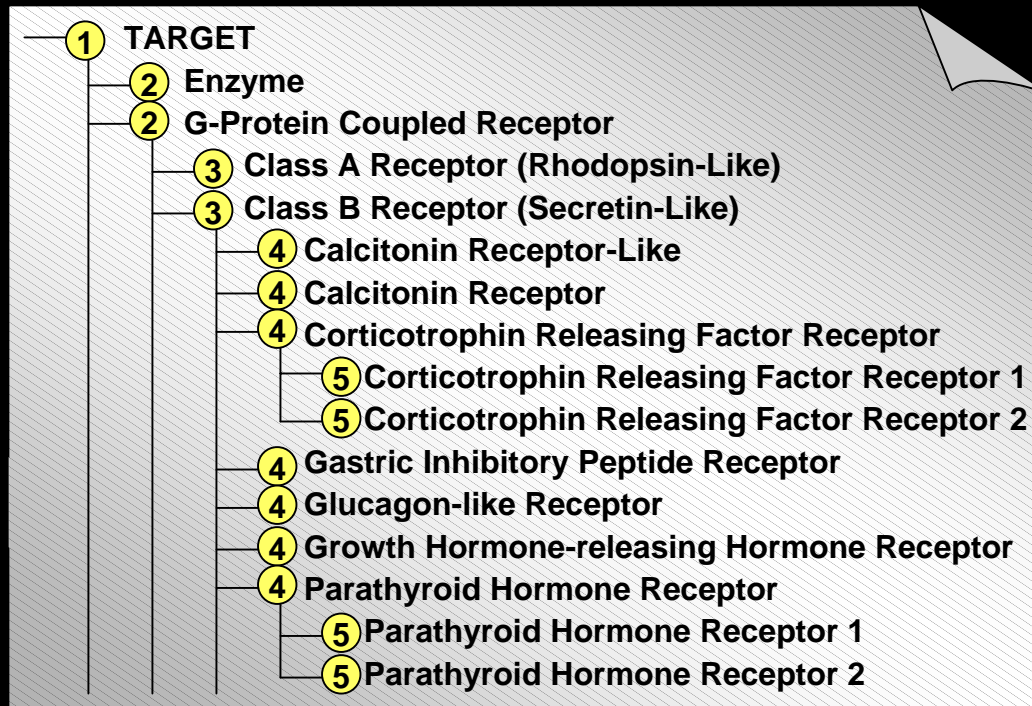 1 TARGET
2 Enzyme
2 G-Protein Coupled Receptor
3 Class A Receptor (Rhodopsin-Like)
3 Class B Receptor (Secretin-Like)
4 Calcitonin Receptor-Like
4 Calcitonin Receptor
4 Corticotrophin Releasing Factor Receptor
5 Corticotrophin Releasing Factor Receptor 1
5 Corticotrophin Releasing Factor Receptor 2
4 Gastric Inhibitory Peptide Receptor
4 Glucagon-like Receptor
4 Growth Hormone-releasing Hormone Receptor
4 Parathyroid Hormone Receptor
5 Parathyroid Hormone Receptor 1
5 Parathyroid Hormone Receptor 2